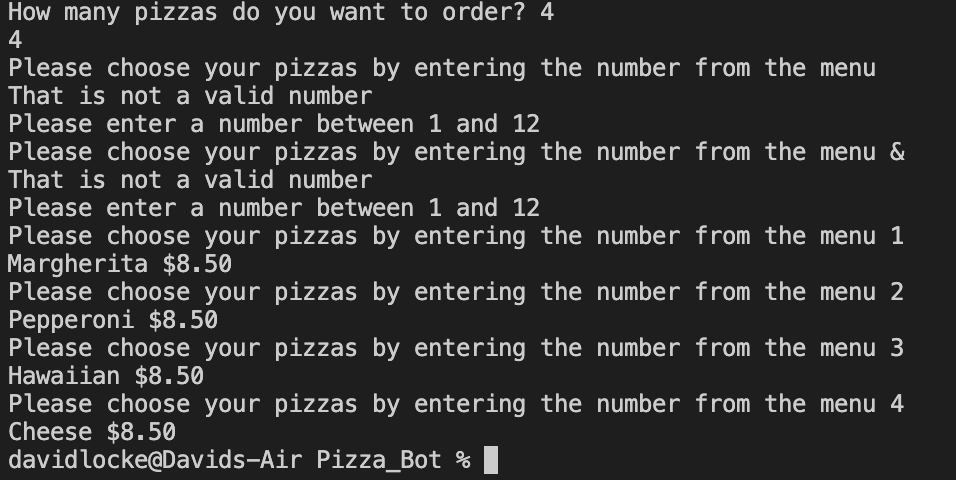 How many pizzas do you want to order? 4
4
Please choose your pizzas by entering the number from the menu
That is not a valid number
Please enter a number between 1 and 12
Please choose your pizzas by entering the number from the menu &
That is not a valid number
Please enter a number between 1 and 12
Please choose your pizzas by entering the number from the menu 1
Margherita $8.50
Please choose your pizzas by entering the number from the menu 2
Pepperoni $8.50
Please choose your pizzas by entering the number from the menu 3
Hawaiian $8.50
Please choose your pizzas by entering the number from the menu 4
Cheese $8.50
davidlocke@Davids-Air Pizza_Bot %